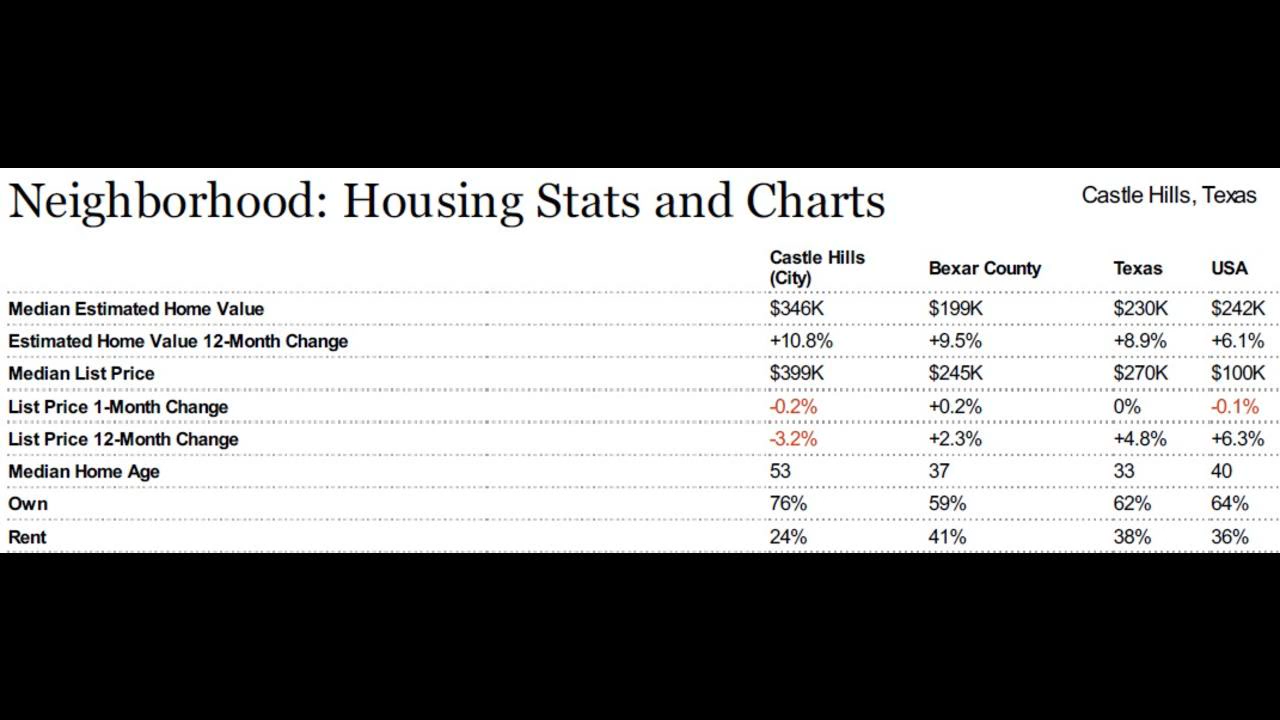 Neighborhood: Housing Stats and Charts
Castle Hills, Texas
Castle Hills (City) Bexar County Texas USA
Median Estimated Home Value $346K $199K $230K $242K
Estimated Home Value 12-Month Change +10.8% +9.5% +8.9% +6.1%
Median List Price $399K $245K $270K $100K
List Price 1-Month Change -0.2% +0.2% 0% -0.1%
List Price 12-Month Change -3.2% +2.3% +4.8% +6.3%
Median Home Age 53 37 33 40
Own 76% 59% 62% 64%
Rent 24% 41% 38% 36%